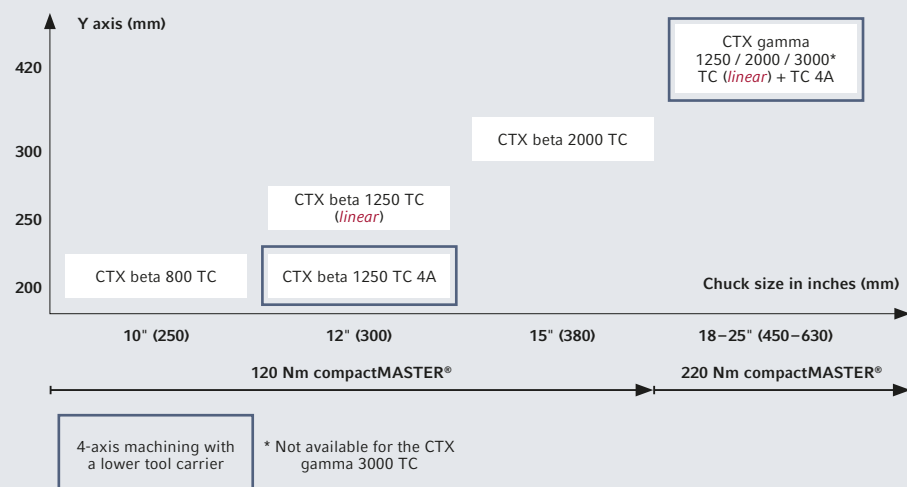 Y axis (mm)
420
CTX gamma
1250 / 2000 / 3000*
TC (linear) + TC 4A
300
CTX beta 2000 TC
250
CTX beta 1250 TC
(linear)
200
CTX beta 800 TC
CTX beta 1250 TC 4A
Chuck size in inches (mm)
10" (250)
12" (300)
15" (380)
18–25" (450–630)
120 Nm compactMASTER®
220 Nm compactMASTER®
4-axis machining with
a lower tool carrier
* Not available for the CTX
gamma 3000 TC